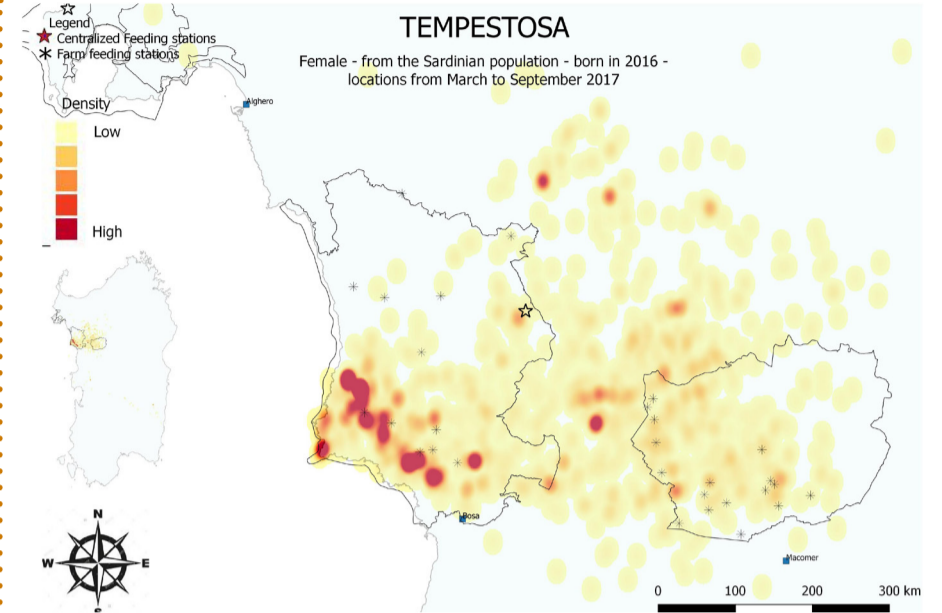 TEMPESTOSA
Female - from the Sardinian population - born in 2016 -
locations from March to September 2017
Legend
Centralized Feeding stations
Farm feeding stations
Density
Low
High
Alghero
Bosa
Macomer
N
W E
S
0 100 200 300 km